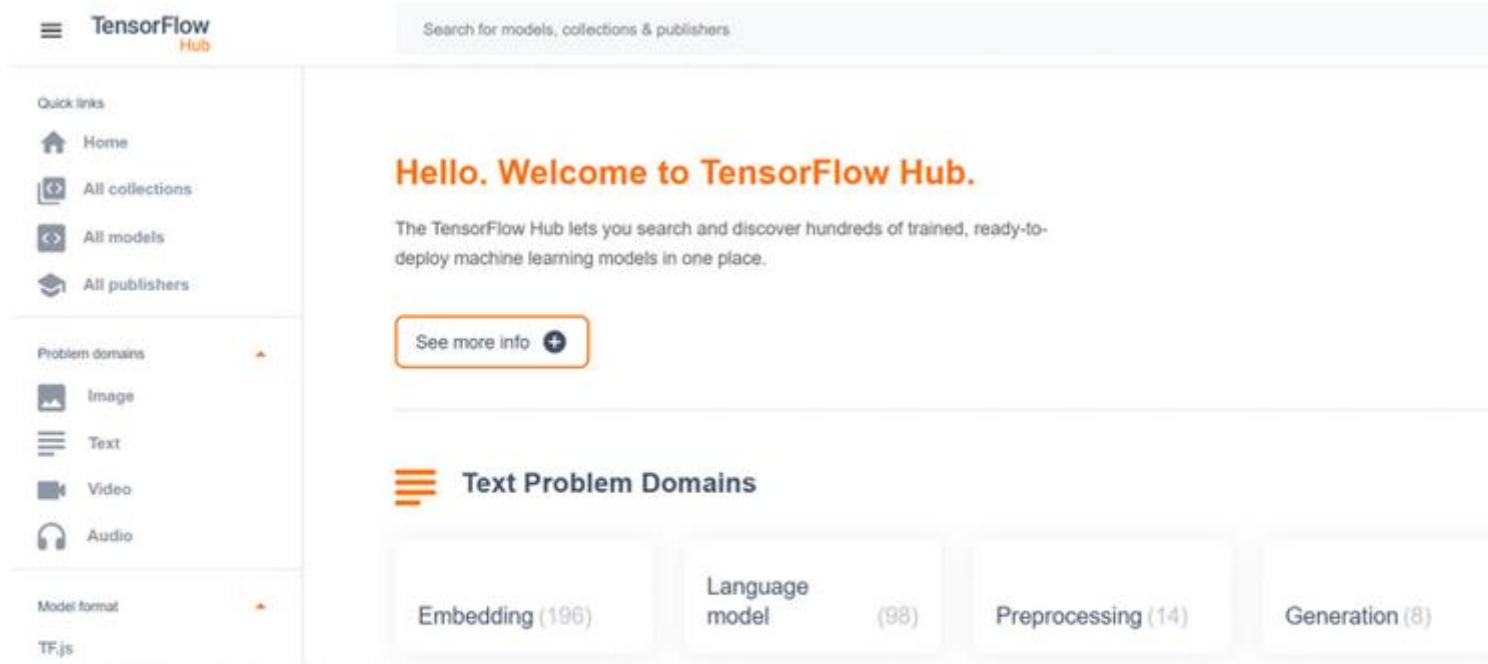 TensorFlow
Hub
Search for models, collections & publishers
Quick links
Home
All collections
All models
All publishers
Problem domains
Image
Text
Video
Audio
Model format
TF.js
Hello. Welcome to TensorFlow Hub.
The TensorFlow Hub lets you search and discover hundreds of trained, ready-to-
deploy machine learning models in one place.
See more info
Text Problem Domains
Embedding (196)
Language
model (98)
Preprocessing (14)
Generation (8)